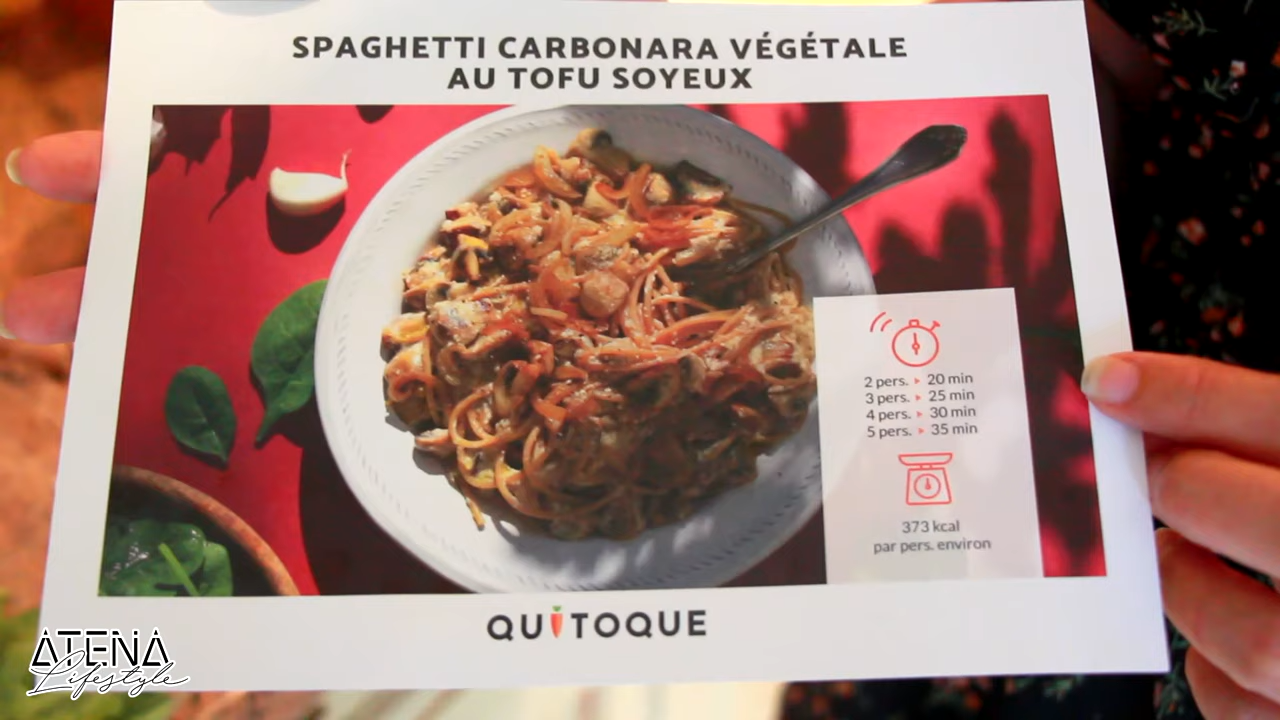 SPAGHETTI CARBONARA VÉGÉTALE
AU TOFU SOYEUX
2 pers. ▸ 20 min
3 pers. ▸ 25 min
4 pers. ▸ 30 min
5 pers. ▸ 35 min
373 kcal
par pers. environ
QUITOQUE
ATENA
Lifestyle